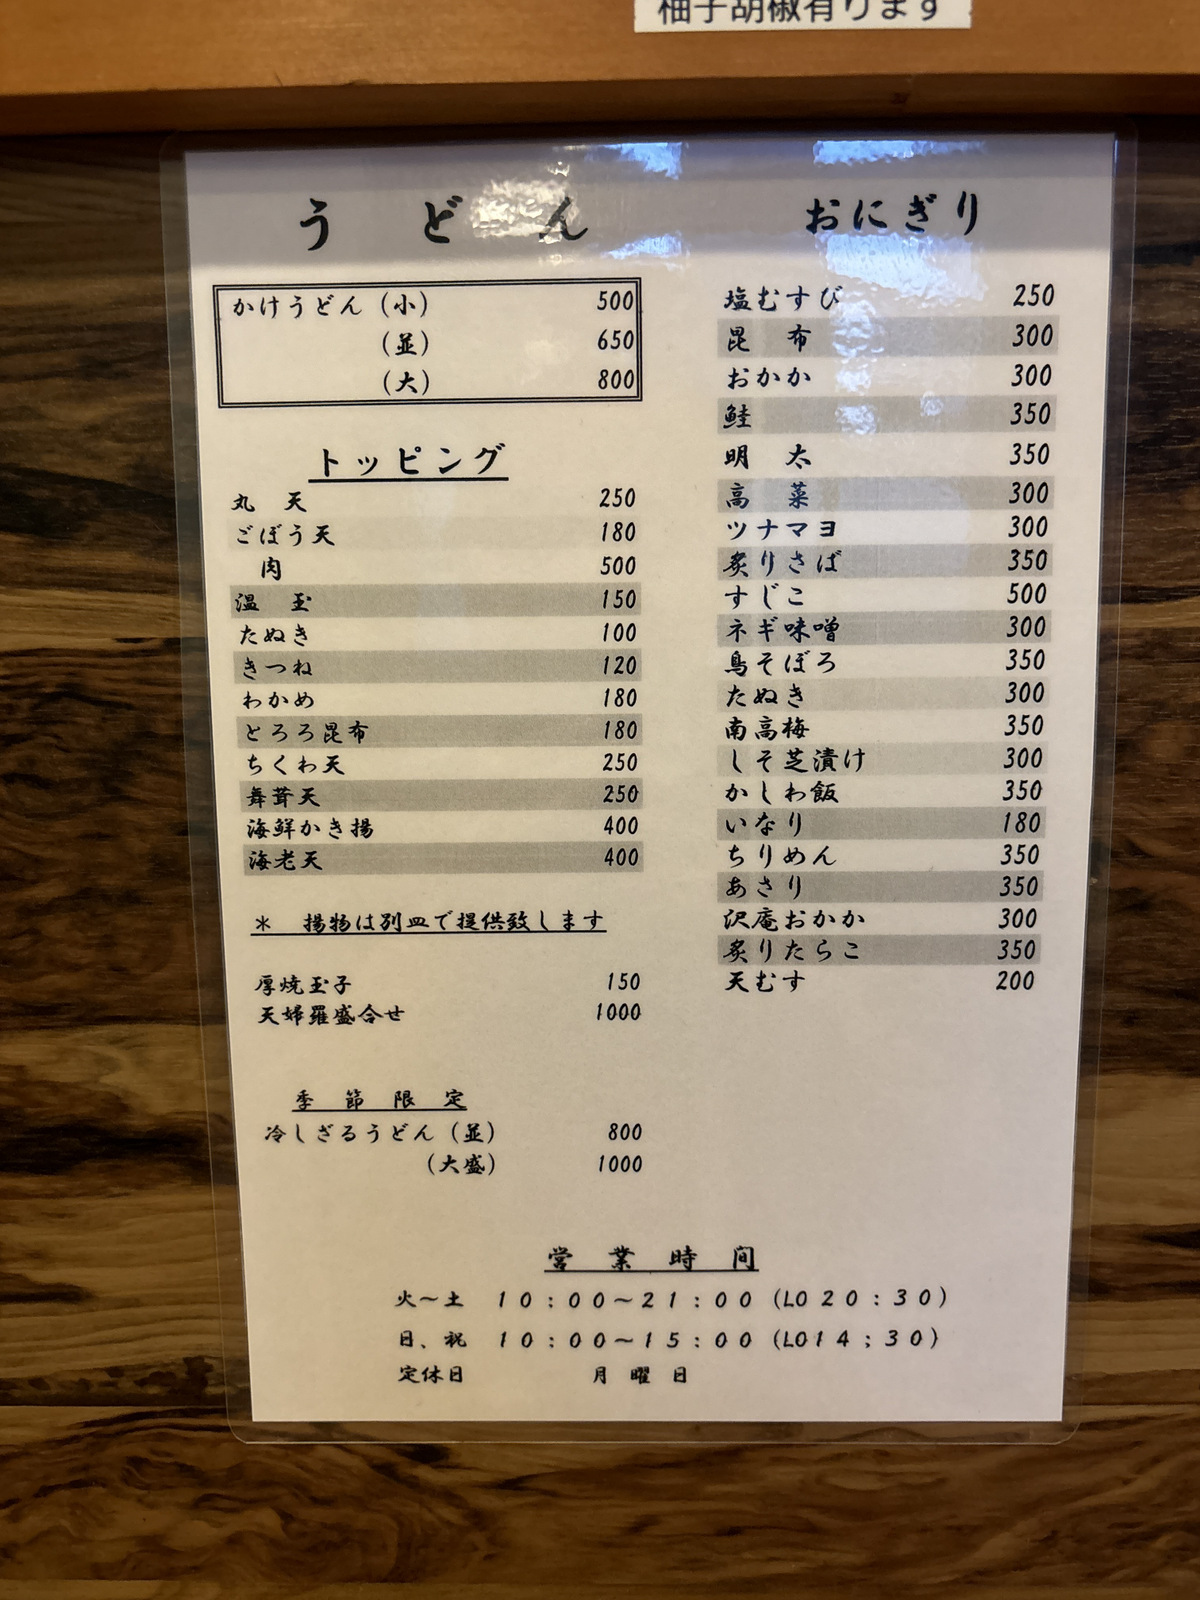 柚子胡椒有ります
うどん
かけうどん（小） 500
（並） 650
（大） 800
トッピング
丸　天 250
ごぼう天 180
肉 500
温　玉 150
たぬき 100
きつね 120
わかめ 180
とろろ昆布 180
ちくわ天 250
舞茸天 250
海鮮かき揚 400
海老天 400
＊　揚物は別皿で提供致します
厚焼玉子 150
天婦羅盛合せ 1000
季節限定
冷しざるうどん（並） 800
（大盛） 1000
おにぎり
塩むすび 250
昆　布 300
おかか 300
鮭 350
明　太 350
高　菜 300
ツナマヨ 300
炙りさば 350
すじこ 500
ネギ味噌 300
鳥そぼろ 350
たぬき 300
南高梅 350
しそ芝漬け 300
かしわ飯 350
いなり 180
ちりめん 350
あさり 350
沢庵おかか 300
炙りたらこ 350
天むす 200
営業時間
火～土　10：00～21：00（LO20：30）
日、祝　10：00～15：00（LO14；30）
定休日　月曜日